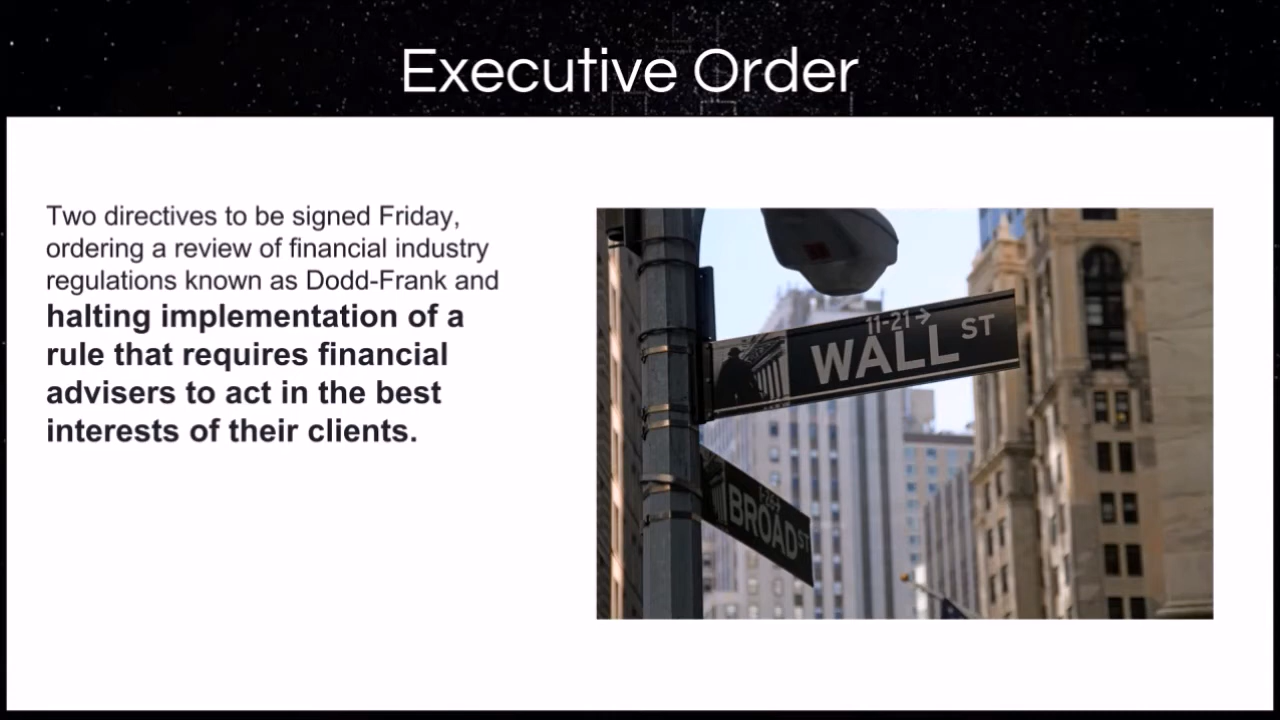 Executive Order
Two directives to be signed Friday,
ordering a review of financial industry
regulations known as Dodd-Frank and
halting implementation of a
rule that requires financial
advisers to act in the best
interests of their clients.
11-21→
WALL ST
BROAD ST